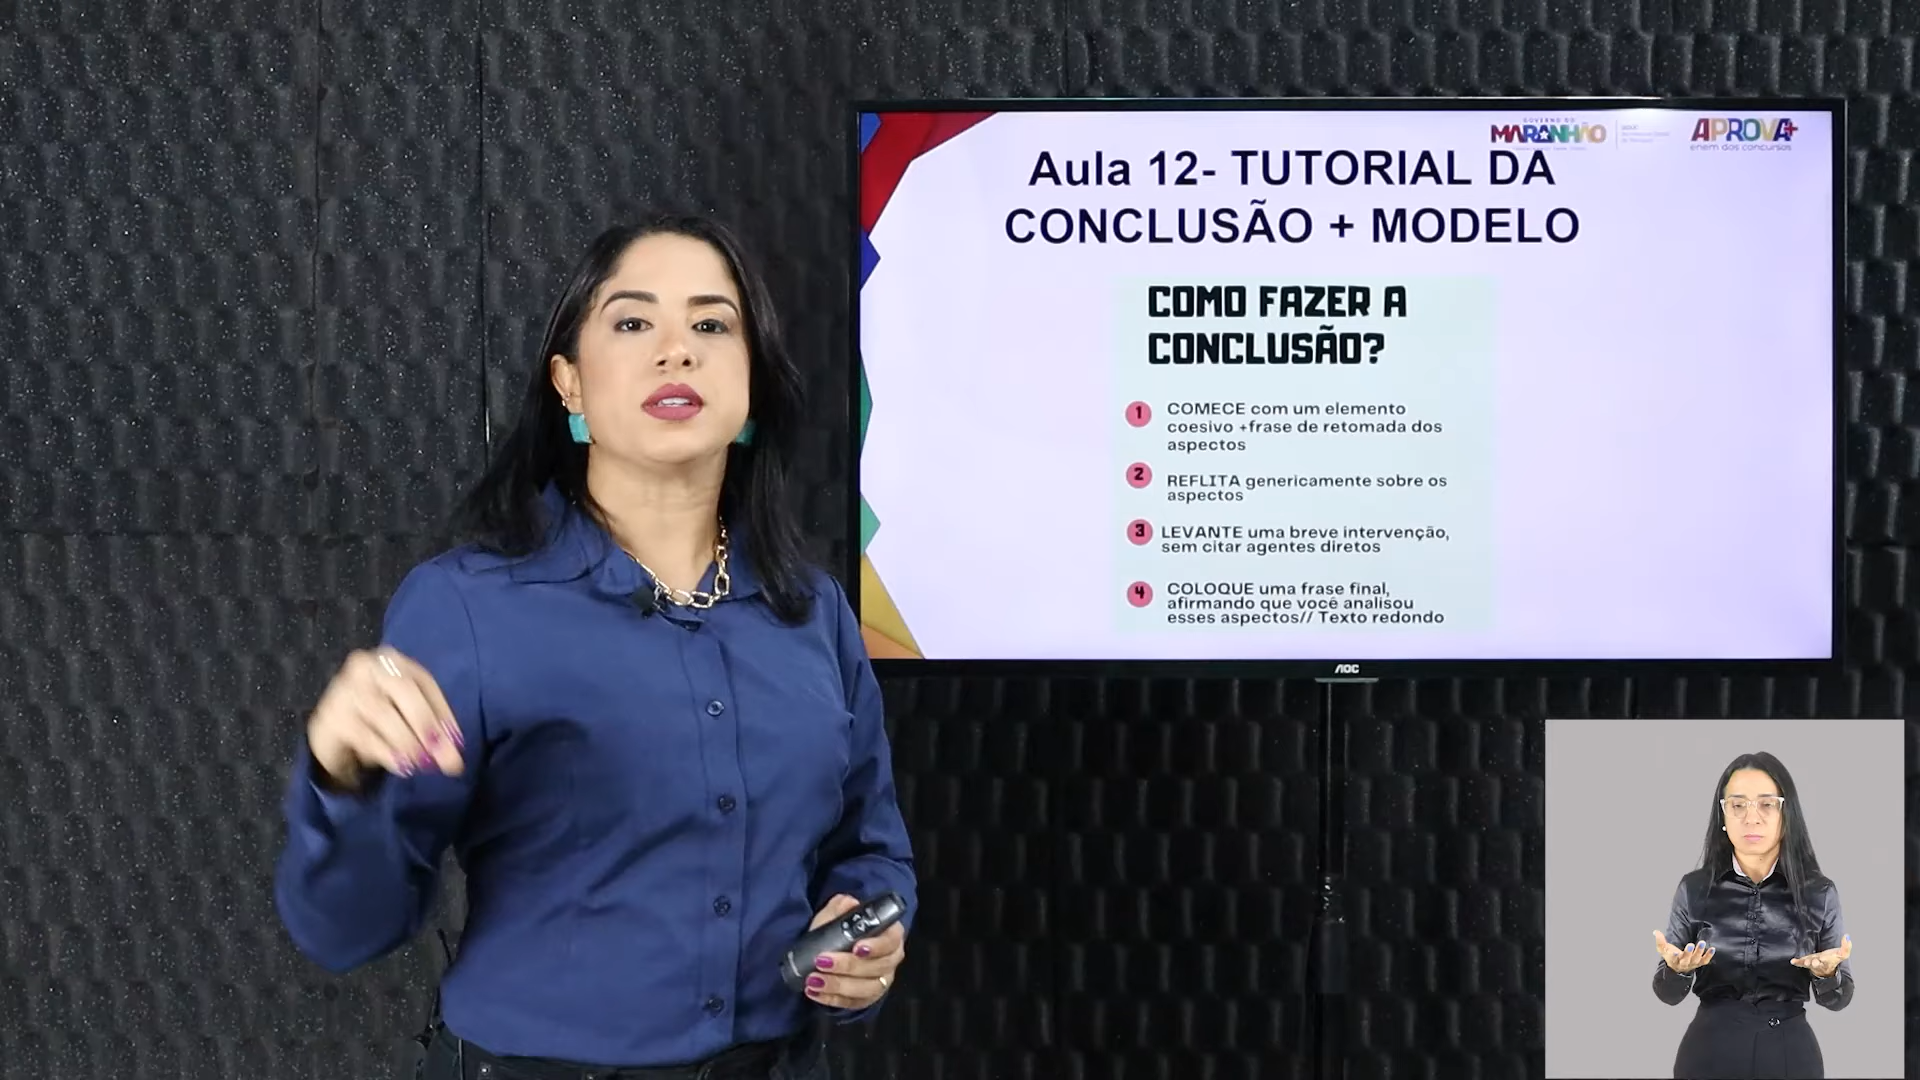 GOVERNO DO
MARANHÃO
APROVA+
enem dos concursos
Aula 12- TUTORIAL DA
CONCLUSÃO + MODELO
COMO FAZER A
CONCLUSÃO?
1 COMECE com um elemento
coesivo +frase de retomada dos
aspectos
2 REFLITA genericamente sobre os
aspectos
3 LEVANTE uma breve intervenção,
sem citar agentes diretos
4 COLOQUE uma frase final,
afirmando que você analisou
esses aspectos// Texto redondo
AOC